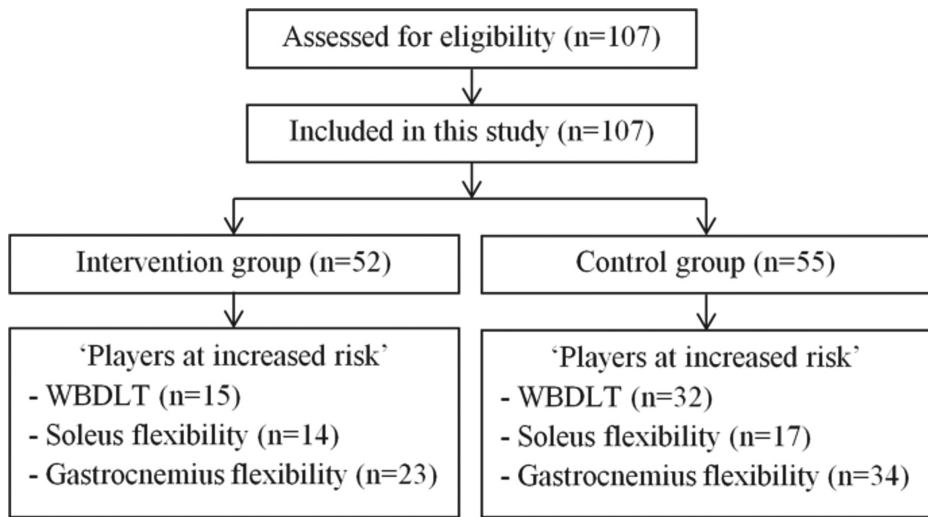 Assessed for eligibility (n=107)
Included in this study (n=107)
Intervention group (n=52)
Control group (n=55)
‘Players at increased risk’
- WBDLT (n=15)
- Soleus flexibility (n=14)
- Gastrocnemius flexibility (n=23)
‘Players at increased risk’
- WBDLT (n=32)
- Soleus flexibility (n=17)
- Gastrocnemius flexibility (n=34)